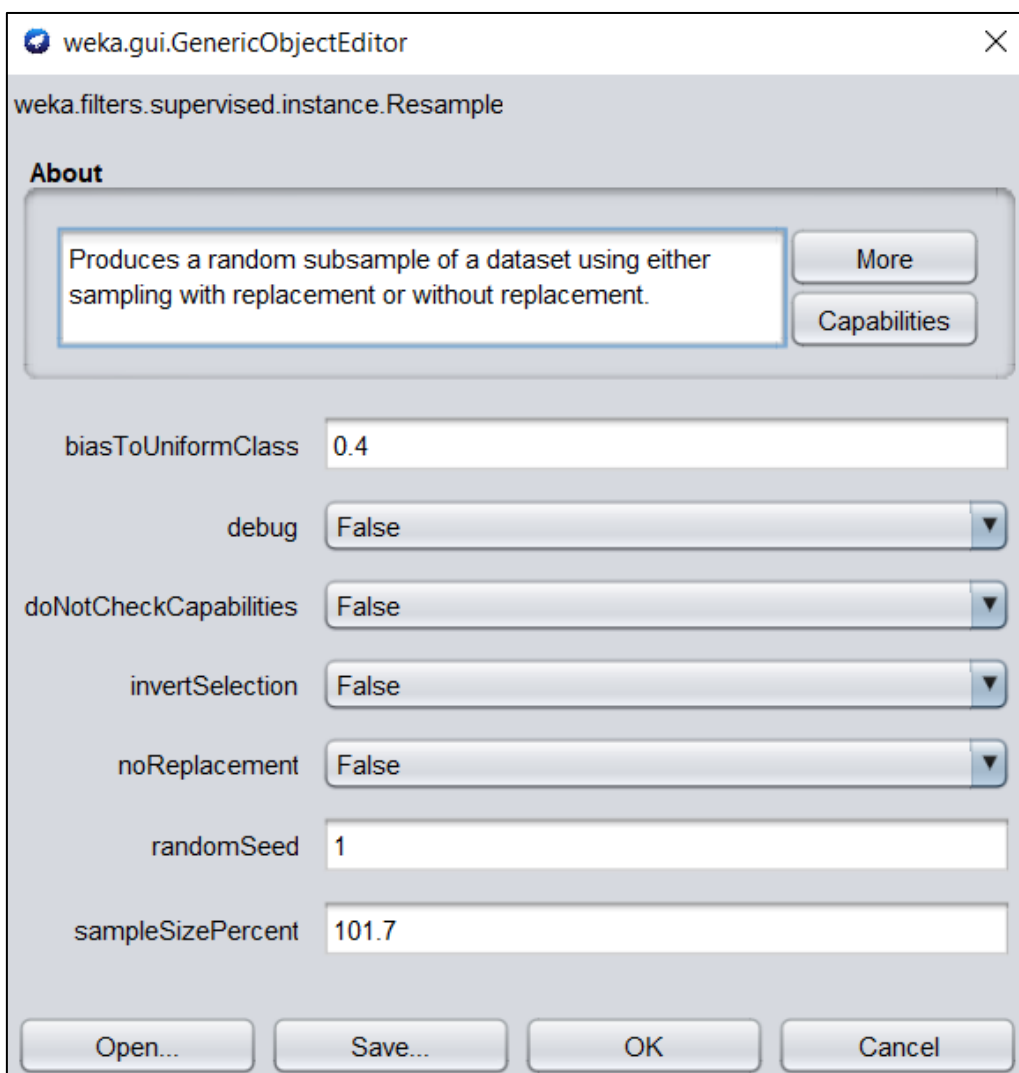 weka.gui.GenericObjectEditor
weka.filters.supervised.instance.Resample
About
Produces a random subsample of a dataset using either
sampling with replacement or without replacement.
More
Capabilities
biasToUniformClass 0.4
debug False
doNotCheckCapabilities False
invertSelection False
noReplacement False
randomSeed 1
sampleSizePercent 101.7
Open... Save... OK Cancel